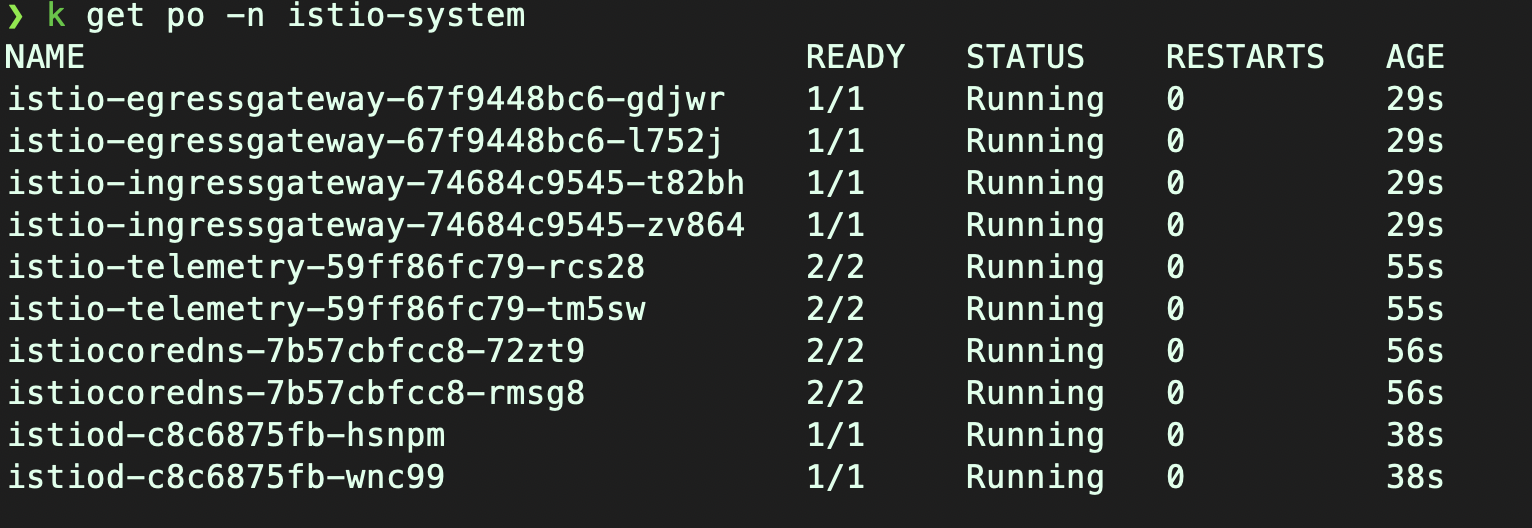 ❯ k get po -n istio-system
NAME READY STATUS RESTARTS AGE
istio-egressgateway-67f9448bc6-gdjwr 1/1 Running 0 29s
istio-egressgateway-67f9448bc6-l752j 1/1 Running 0 29s
istio-ingressgateway-74684c9545-t82bh 1/1 Running 0 29s
istio-ingressgateway-74684c9545-zv864 1/1 Running 0 29s
istio-telemetry-59ff86fc79-rcs28 2/2 Running 0 55s
istio-telemetry-59ff86fc79-tm5sw 2/2 Running 0 55s
istiocoredns-7b57cbfcc8-72zt9 2/2 Running 0 56s
istiocoredns-7b57cbfcc8-rmsg8 2/2 Running 0 56s
istiod-c8c6875fb-hsnpm 1/1 Running 0 38s
istiod-c8c6875fb-wnc99 1/1 Running 0 38s